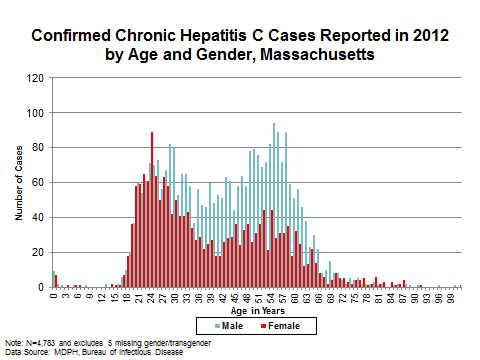 Confirmed Chronic Hepatitis C Cases Reported in 2012
by Age and Gender, Massachusetts
Number of Cases
120
100
80
60
40
20
0
0 3 6 9 12 15 18 21 24 27 30 33 36 39 42 45 48 51 54 57 60 63 66 69 72 75 78 81 84 87 90 93 96 99
Age in Years
Male Female
Note: N=4,783 and excludes 5 missing gender/transgender
Data Source: MDPH, Bureau of Infectious Disease